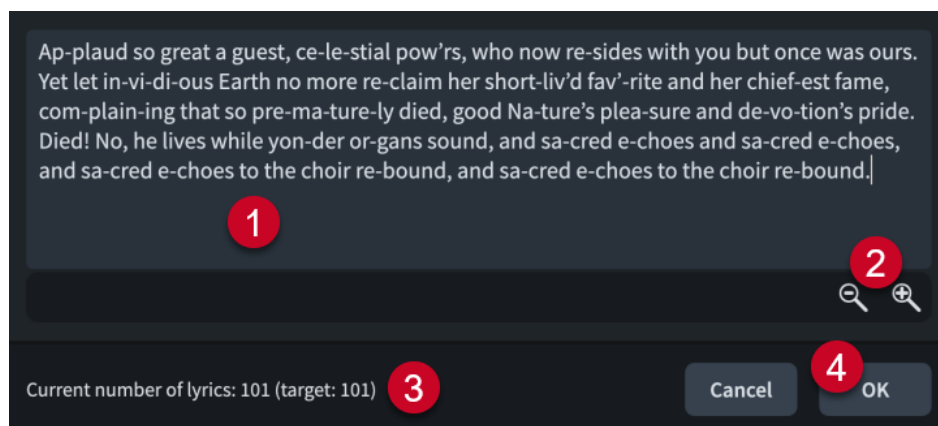 Ap-plaud so great a guest, ce-le-stial pow’rs, who now re-sides with you but once was ours.
Yet let in-vi-di-ous Earth no more re-claim her short-liv’d fav’-rite and her chief-est fame,
com-plain-ing that so pre-ma-ture-ly died, good Na-ture’s plea-sure and de-vo-tion’s pride.
Died! No, he lives while yon-der or-gans sound, and sa-cred e-choes and sa-cred e-choes,
and sa-cred e-choes to the choir re-bound, and sa-cred e-choes to the choir re-bound.
1
2
Current number of lyrics: 101 (target: 101)
3
Cancel
4
OK